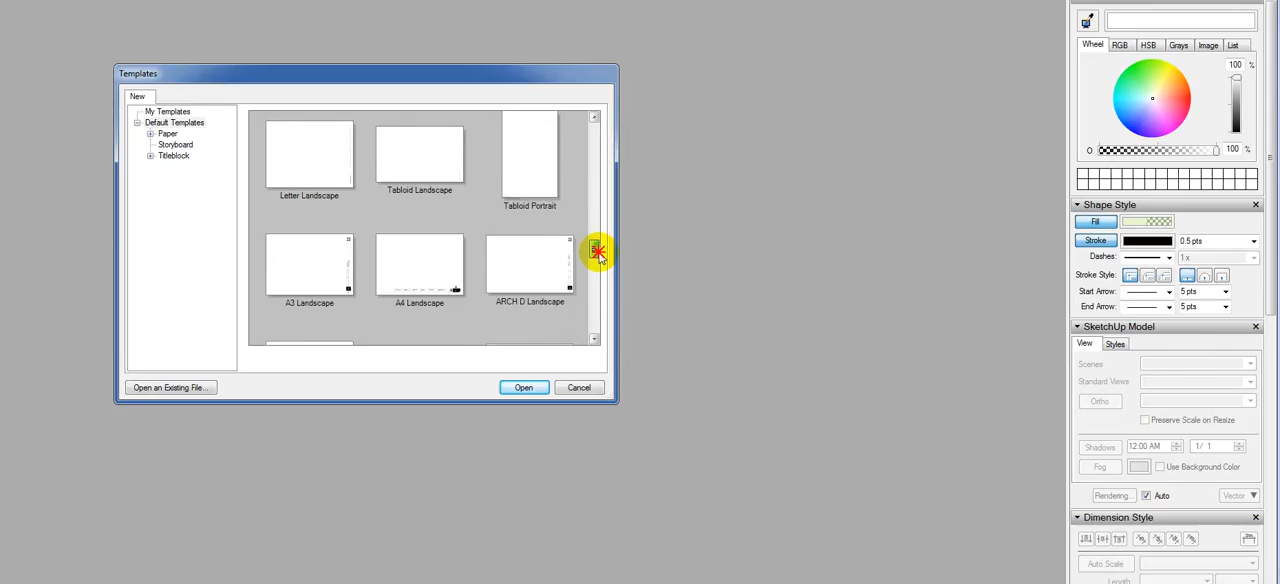 Templates
New
My Templates
Default Templates
Paper
Storyboard
Titleblock
Letter Landscape
Tabloid Landscape
Tabloid Portrait
A3 Landscape
A4 Landscape
ARCH D Landscape
Open an Existing File...
Open
Cancel
Wheel RGB HSB Grays Image List
100 %
100 %
Shape Style
Fill
Stroke 0.5 pts
Dashes: 1 x
Stroke Style:
Start Arrow: 5 pts
End Arrow: 5 pts
SketchUp Model
View Styles
Scenes
Standard Views
Ortho
Preserve Scale on Resize
Shadows 12:00 AM 1/ 1
Fog Use Background Color
Rendering... Auto Vector
Dimension Style
Auto Scale
Length